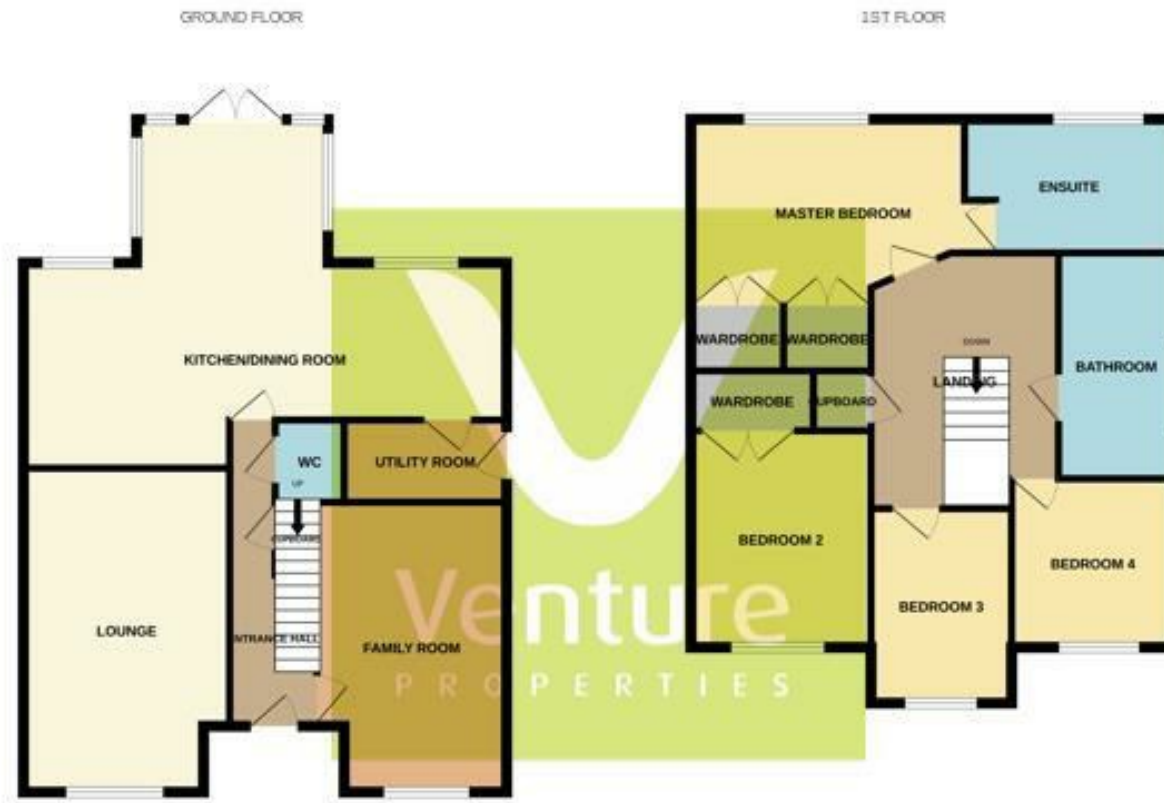 GROUND FLOOR
KITCHEN/DINING ROOM
WC
UP
UTILITY ROOM
CUPBOARD
LOUNGE
ENTRANCE HALL
FAMILY ROOM
1ST FLOOR
ENSUITE
MASTER BEDROOM
WARDROBE
WARDROBE
DOWN
BATHROOM
LANDING
WARDROBE
CUPBOARD
BEDROOM 2
BEDROOM 4
BEDROOM 3
Venture
PROPERTIES